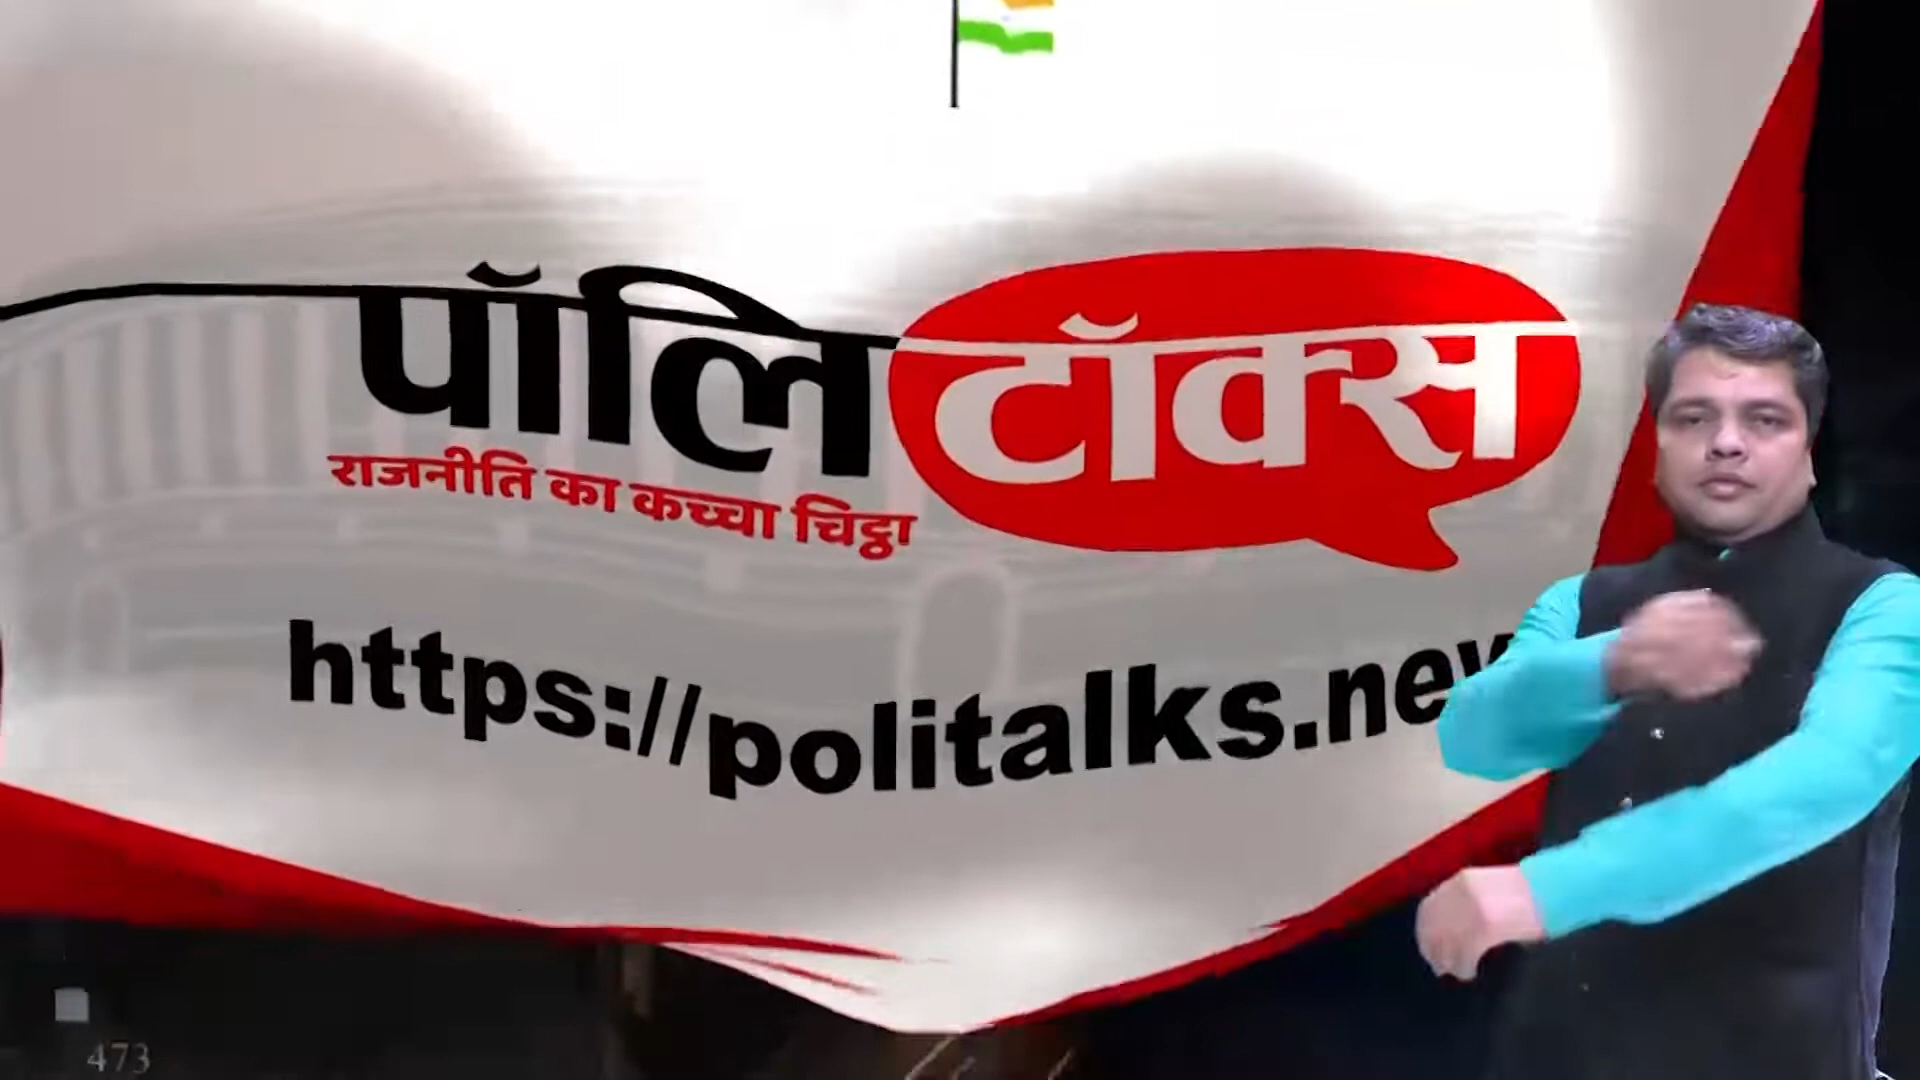 पॉलिटॉक्स
राजनीति का कच्चा चिट्ठा
https://politalks.new
473